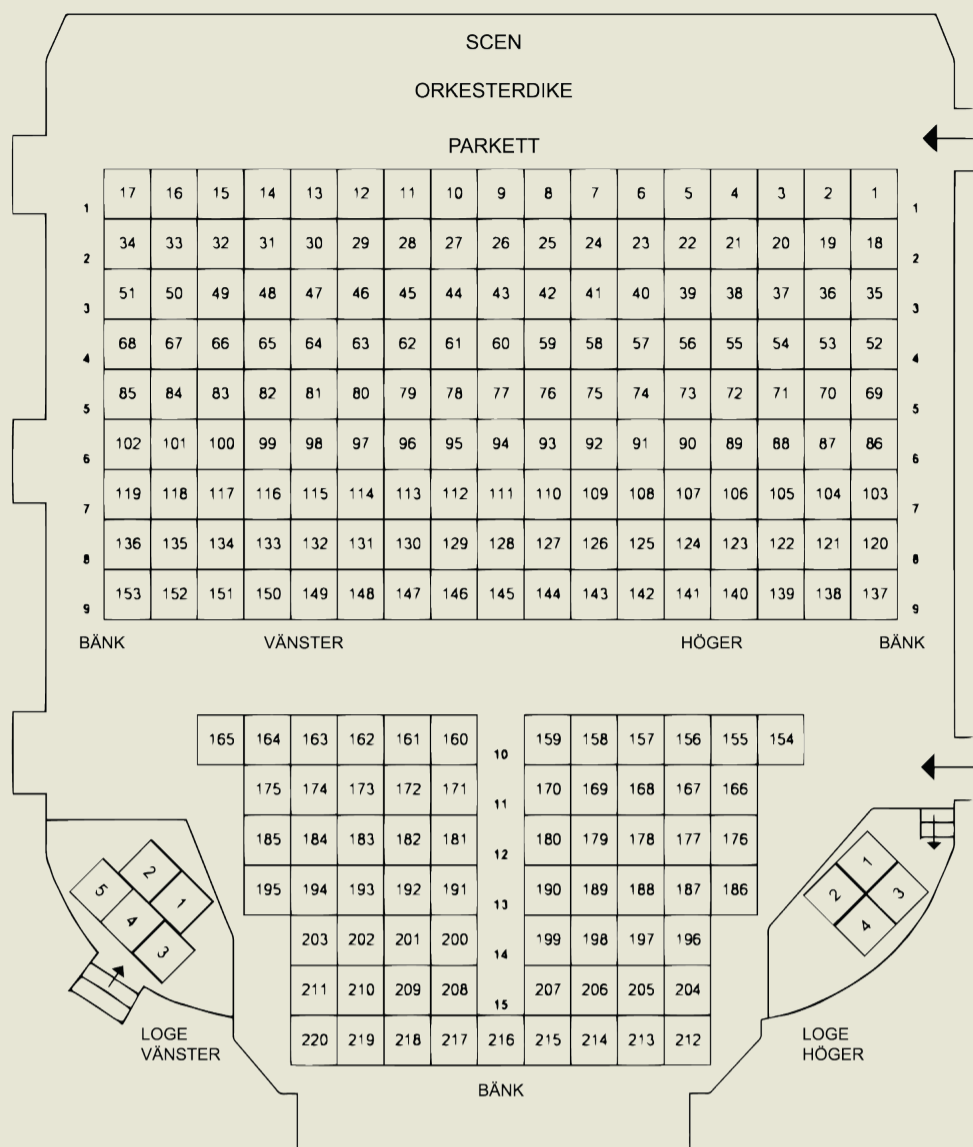 SCEN
ORKESTERDIKE
PARKETT
1 17 16 15 14 13 12 11 10 9 8 7 6 5 4 3 2 1 1
2 34 33 32 31 30 29 28 27 26 25 24 23 22 21 20 19 18 2
3 51 50 49 48 47 46 45 44 43 42 41 40 39 38 37 36 35 3
4 68 67 66 65 64 63 62 61 60 59 58 57 56 55 54 53 52 4
5 85 84 83 82 81 80 79 78 77 76 75 74 73 72 71 70 69 5
6 102 101 100 99 98 97 96 95 94 93 92 91 90 89 88 87 86 6
7 119 118 117 116 115 114 113 112 111 110 109 108 107 106 105 104 103 7
8 136 135 134 133 132 131 130 129 128 127 126 125 124 123 122 121 120 8
9 153 152 151 150 149 148 147 146 145 144 143 142 141 140 139 138 137 9
BÄNK VÄNSTER HÖGER BÄNK
165 164 163 162 161 160 10 159 158 157 156 155 154
175 174 173 172 171 11 170 169 168 167 166
185 184 183 182 181 12 180 179 178 177 176
195 194 193 192 191 13 190 189 188 187 186
203 202 201 200 14 199 198 197 196
211 210 209 208 15 207 206 205 204
220 219 218 217 216 215 214 213 212
BÄNK
2 1
5 4 3
LOGE
VÄNSTER
1 3
2 4
LOGE
HÖGER